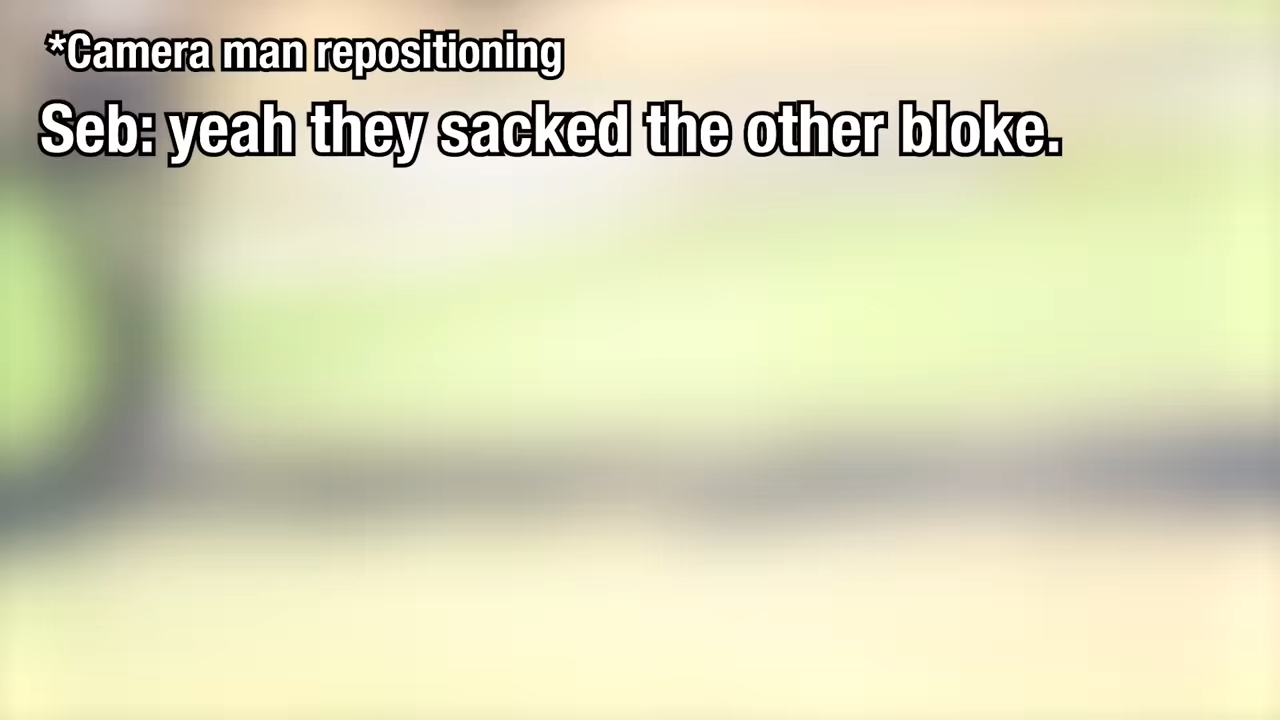 *Camera man repositioning
Seb: yeah they sacked the other bloke.